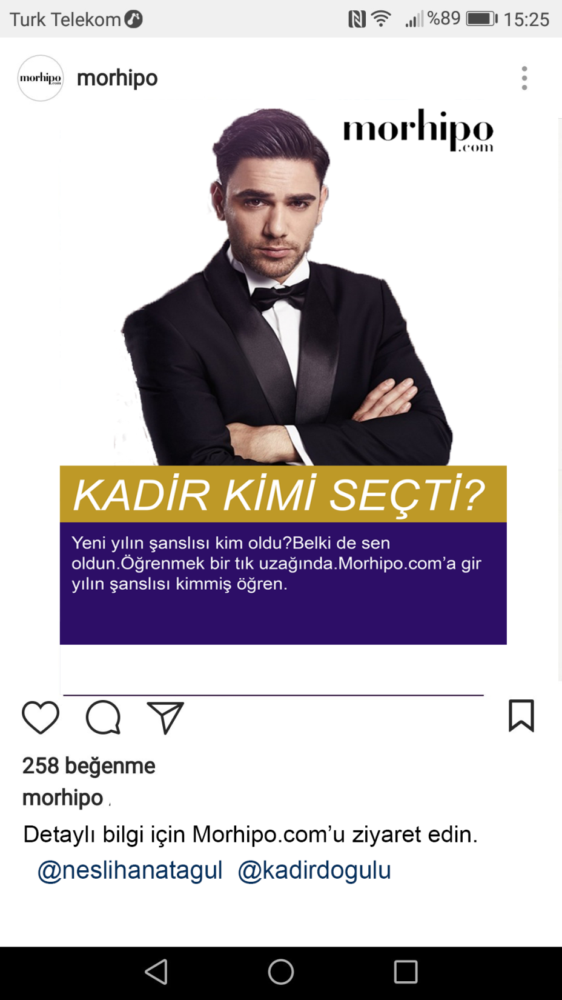 Turk Telekom
%89 15:25
morhipo.com
morhipo
morhipo
.com
KADİR KİMİ SEÇTİ?
Yeni yılın şanslısı kim oldu?Belki de sen
oldun.Öğrenmek bir tık uzağında.Morhipo.com’a gir
yılın şanslısı kimmiş öğren.
258 beğenme
morhipo .
Detaylı bilgi için Morhipo.com’u ziyaret edin.
@neslihanatagul @kadirdogulu